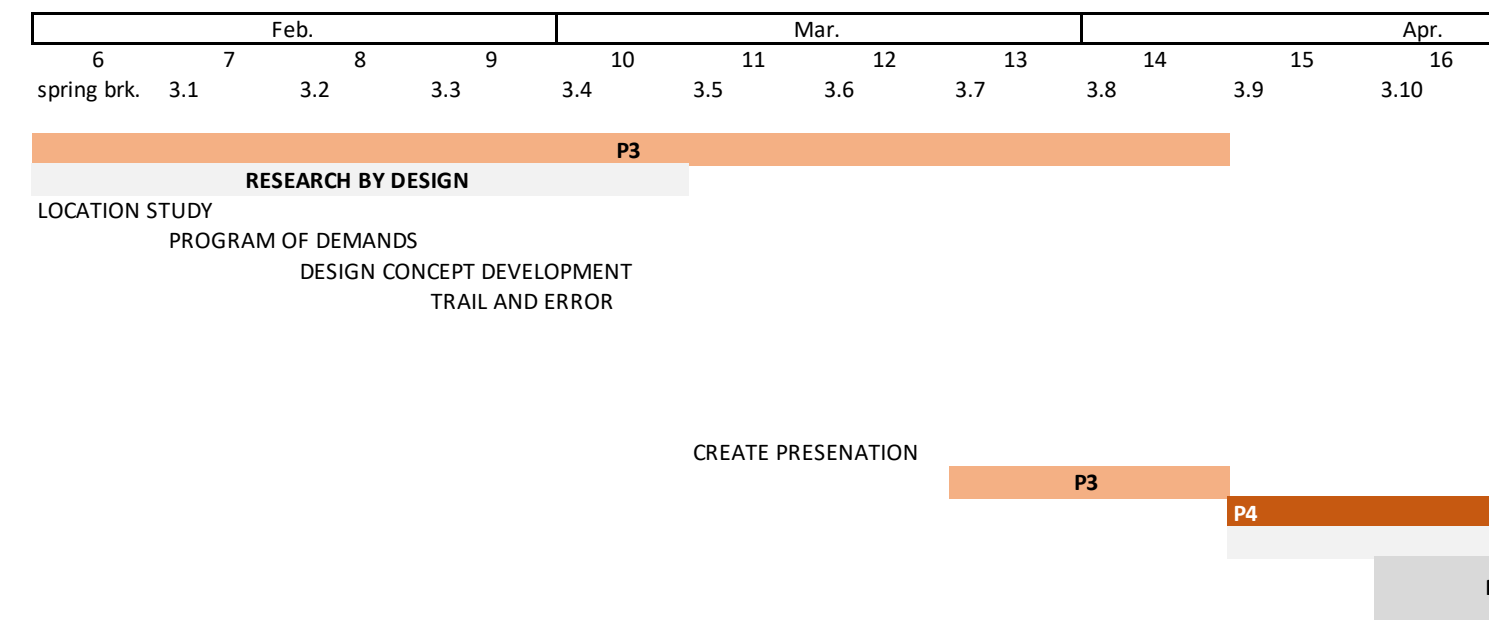 Feb. Mar. Apr.
6 7 8 9 10 11 12 13 14 15 16
spring brk. 3.1 3.2 3.3 3.4 3.5 3.6 3.7 3.8 3.9 3.10
P3
RESEARCH BY DESIGN
LOCATION STUDY
PROGRAM OF DEMANDS
DESIGN CONCEPT DEVELOPMENT
TRAIL AND ERROR
CREATE PRESENATION
P3
P4